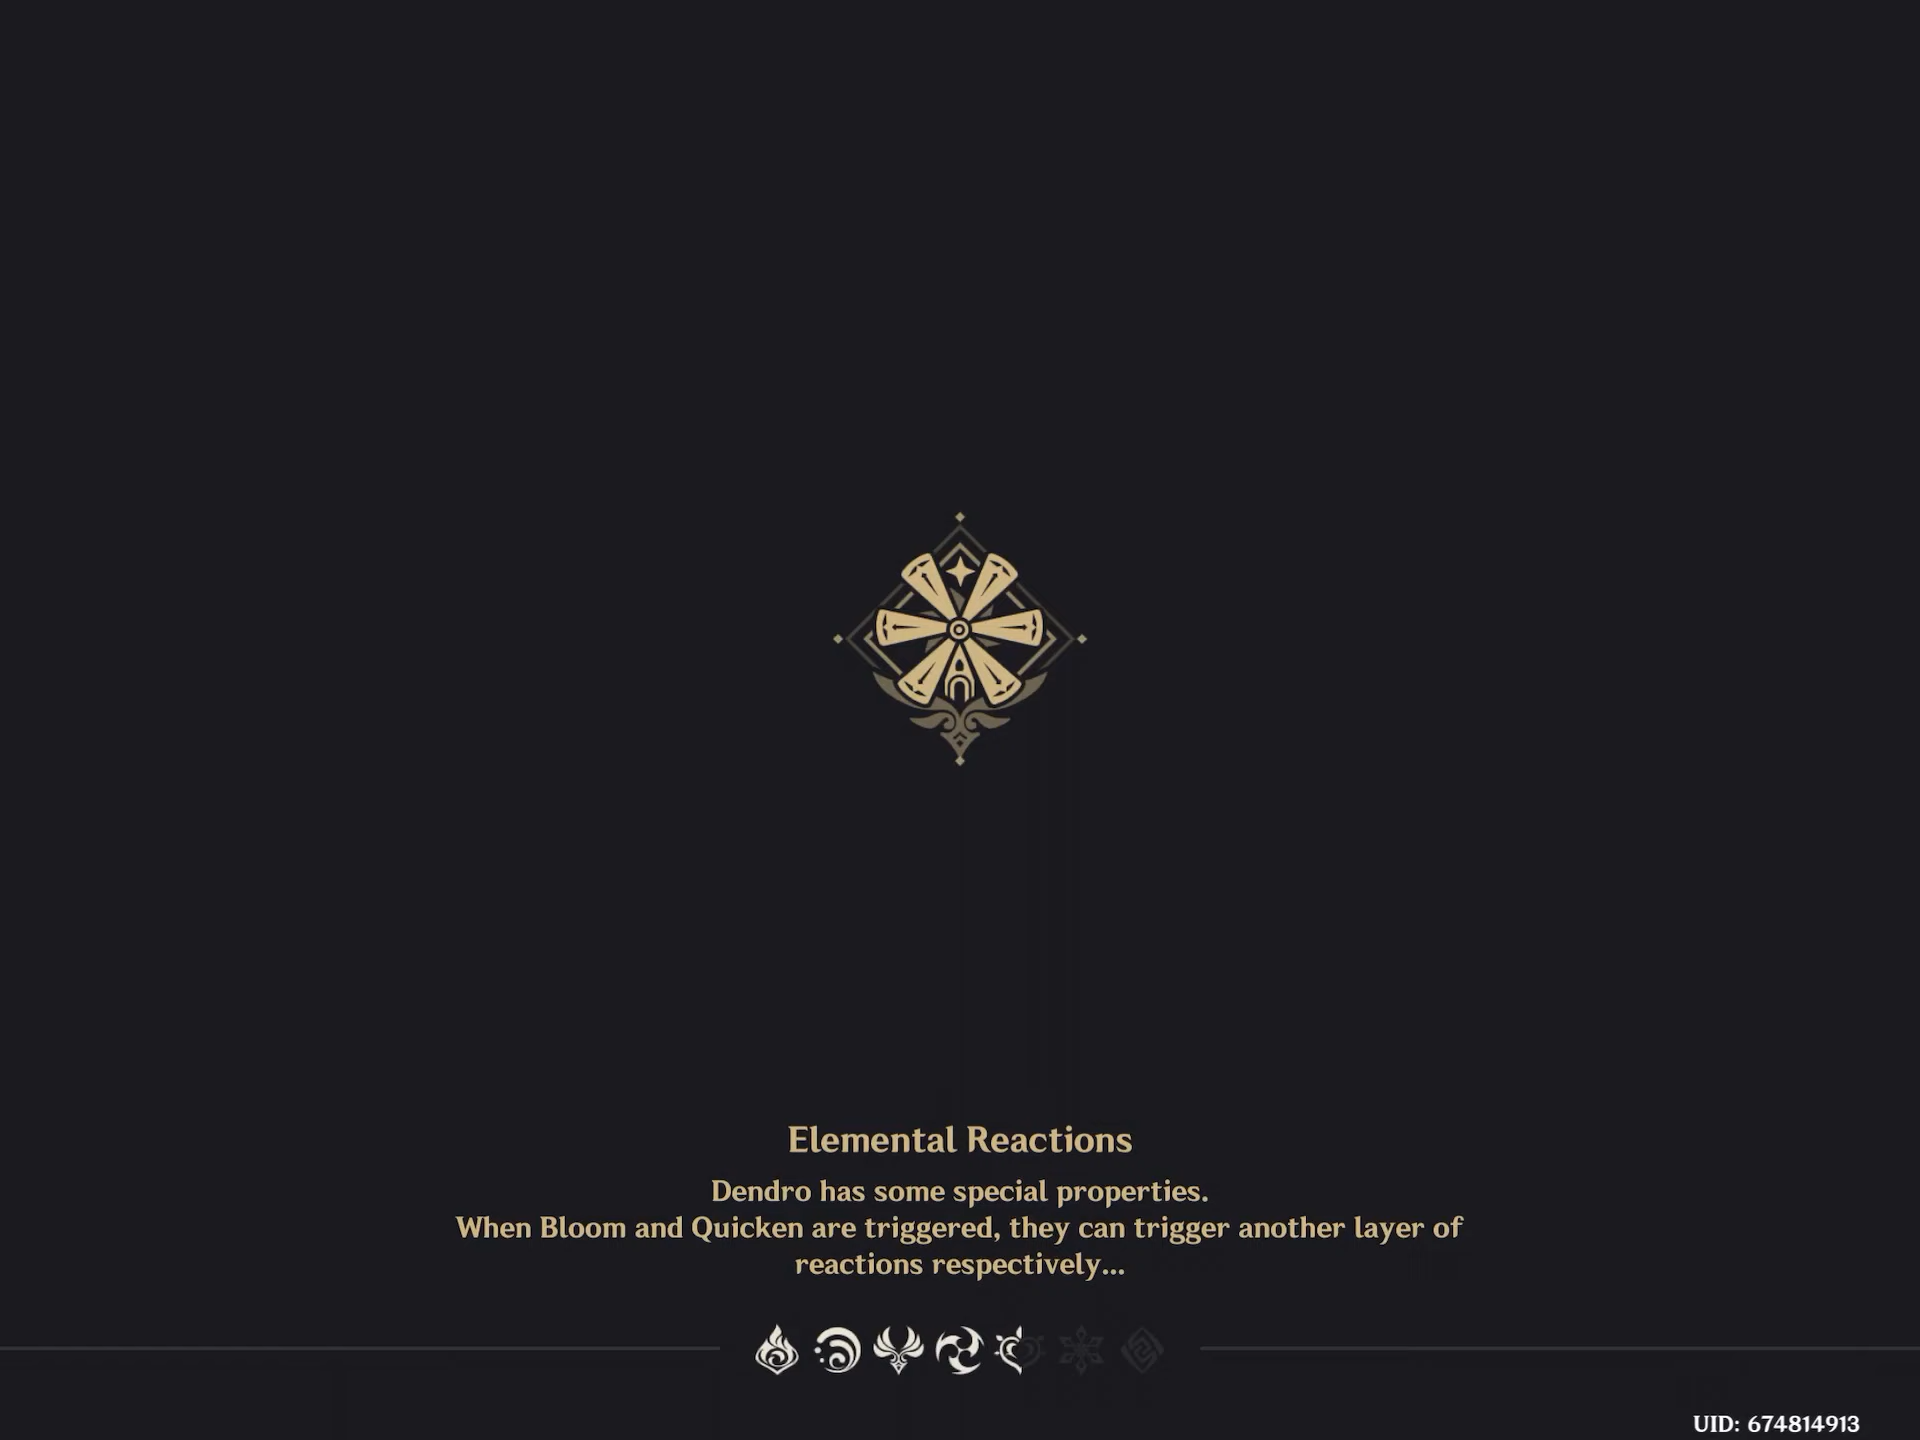 Elemental Reactions
Dendro has some special properties.
When Bloom and Quicken are triggered, they can trigger another layer of
reactions respectively...
UID: 674814913